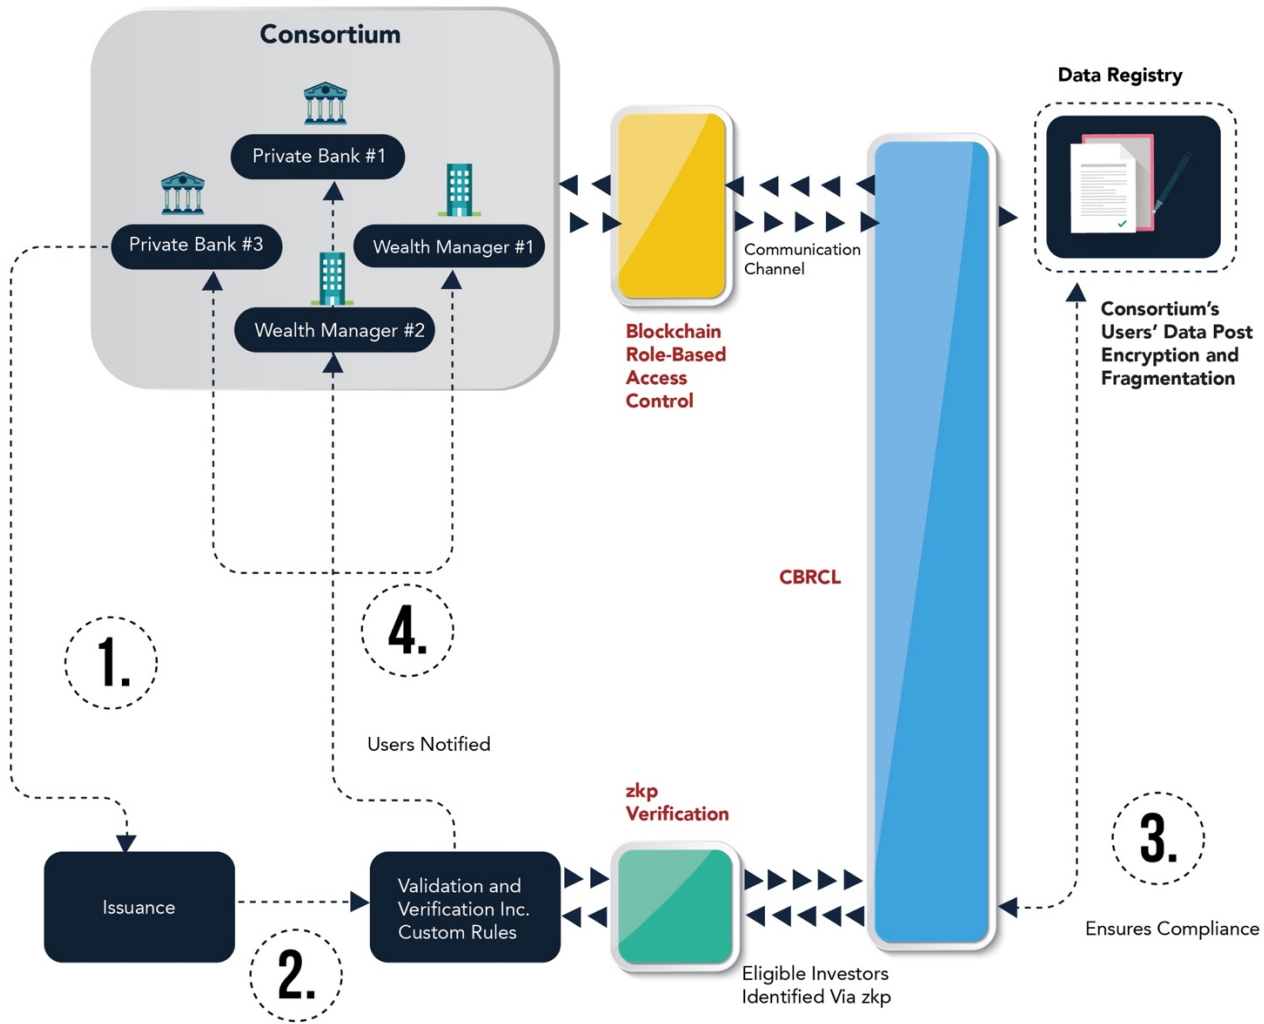 Consortium
Private Bank #1
Private Bank #3
Wealth Manager #1
Wealth Manager #2
Data Registry
Communication
Channel
Blockchain
Role-Based
Access
Control
Consortium's
Users' Data Post
Encryption and
Fragmentation
CBRCL
1.
4.
Users Notified
zkp
Verification
3.
Issuance
Validation and
Verification Inc.
Custom Rules
Ensures Compliance
2.
Eligible Investors
Identified Via zkp